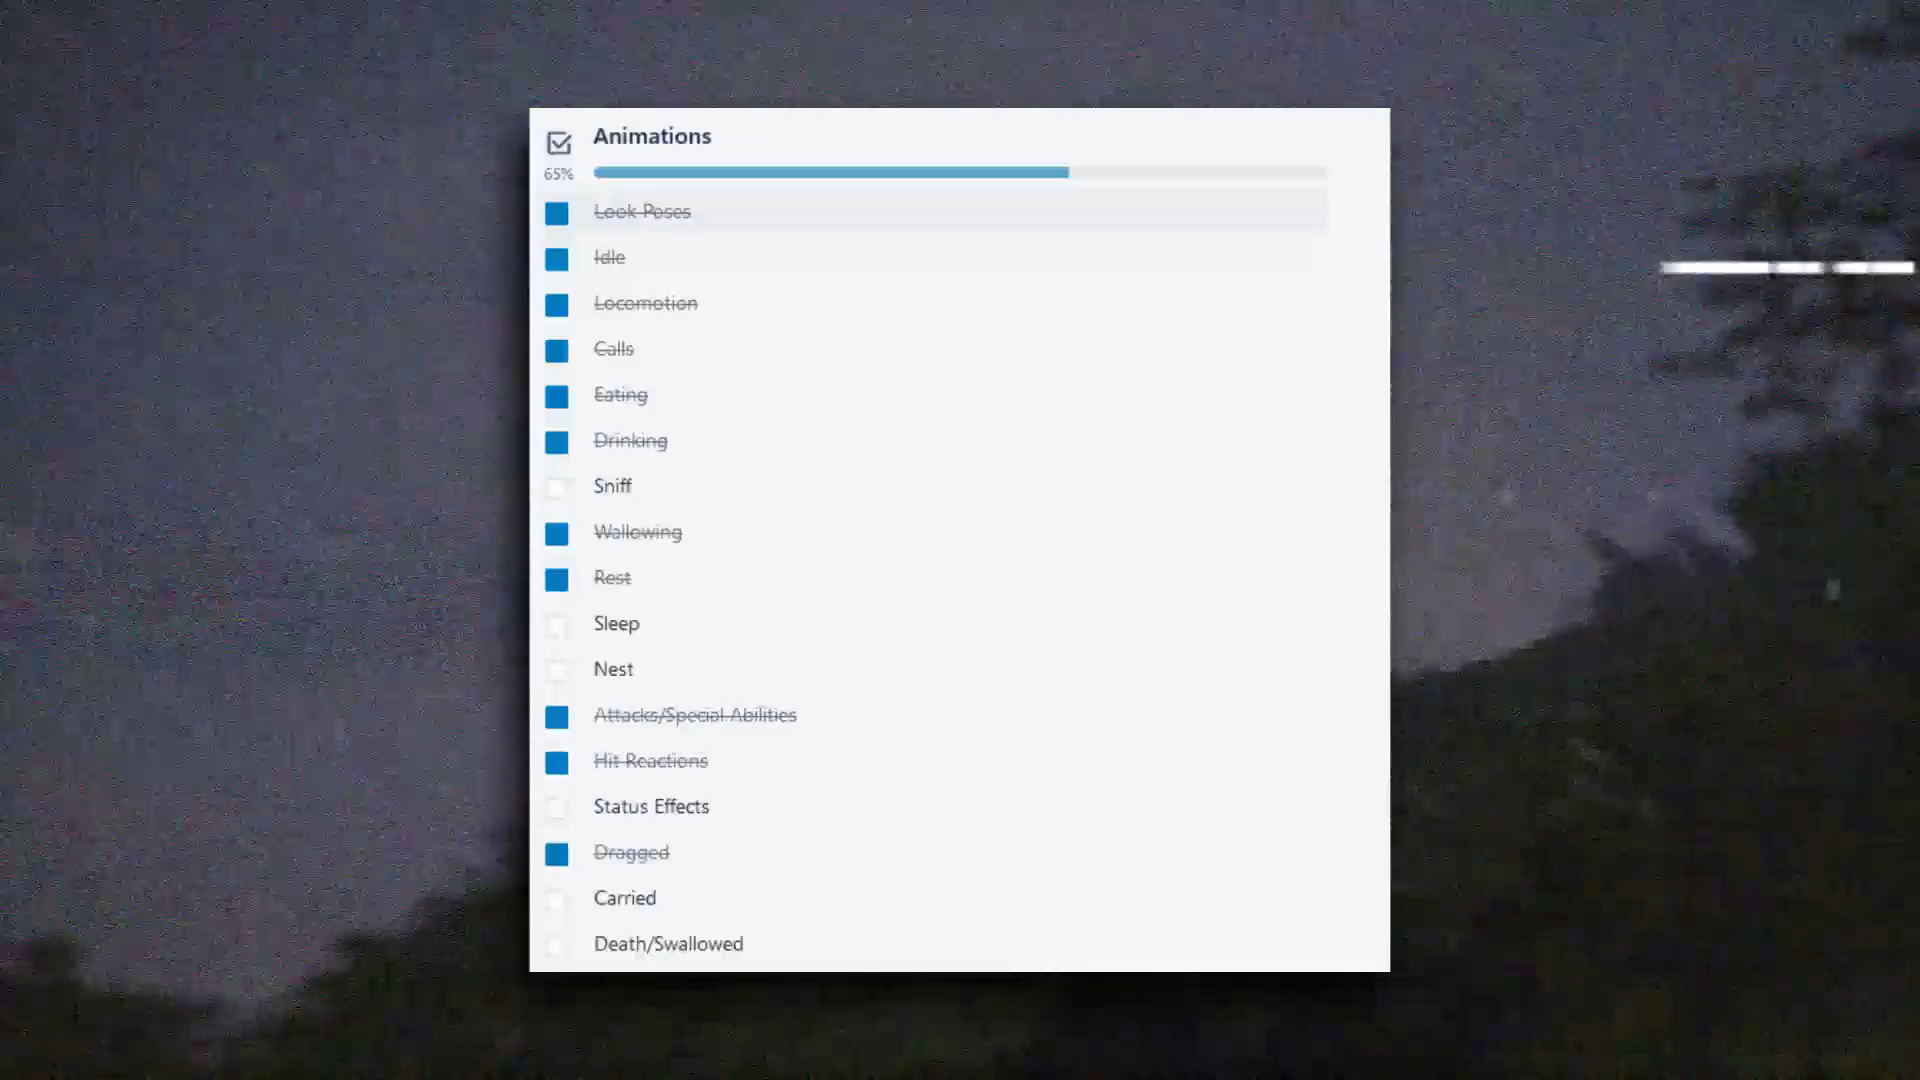 Animations
65%
Look Poses
Idle
Locomotion
Calls
Eating
Drinking
Sniff
Wallowing
Rest
Sleep
Nest
Attacks/Special Abilities
Hit Reactions
Status Effects
Dragged
Carried
Death/Swallowed